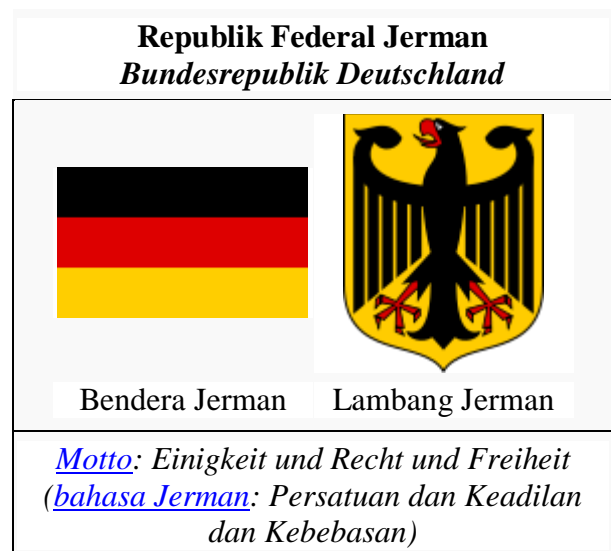 Republik Federal Jerman
Bundesrepublik Deutschland
Bendera Jerman
Lambang Jerman
Motto: Einigkeit und Recht und Freiheit
(bahasa Jerman: Persatuan dan Keadilan
dan Kebebasan)